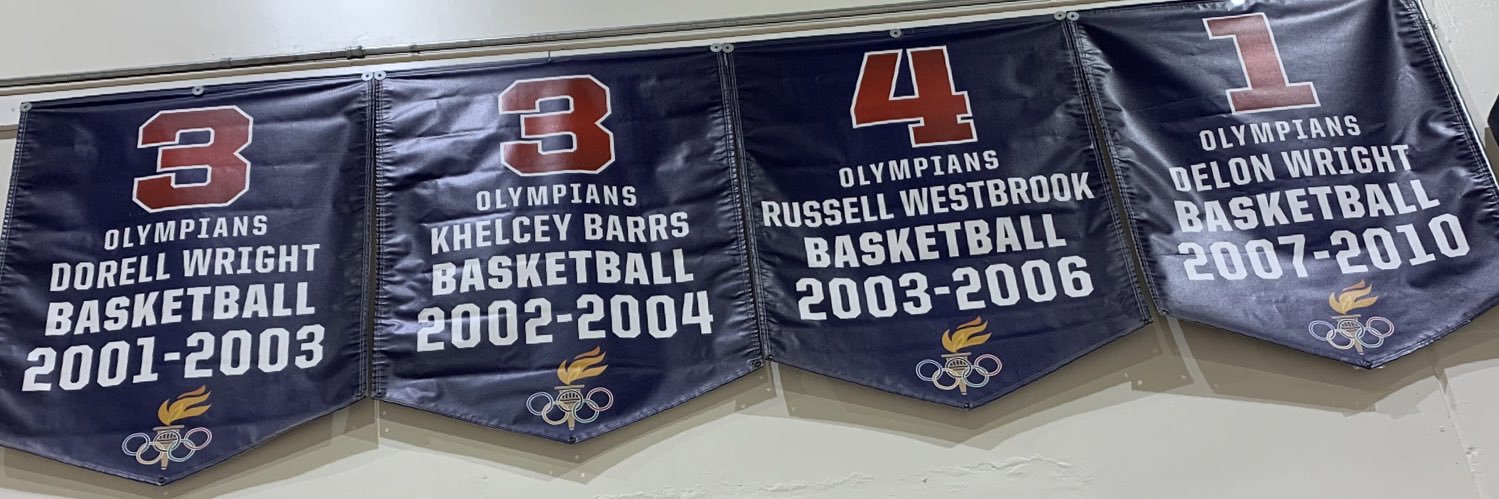 3
OLYMPIANS
DORELL WRIGHT
BASKETBALL
2001-2003
3
OLYMPIANS
KHELCEY BARRS
BASKETBALL
2002-2004
4
OLYMPIANS
RUSSELL WESTBROOK
BASKETBALL
2003-2006
1
OLYMPIANS
DELON WRIGHT
BASKETBALL
2007-2010